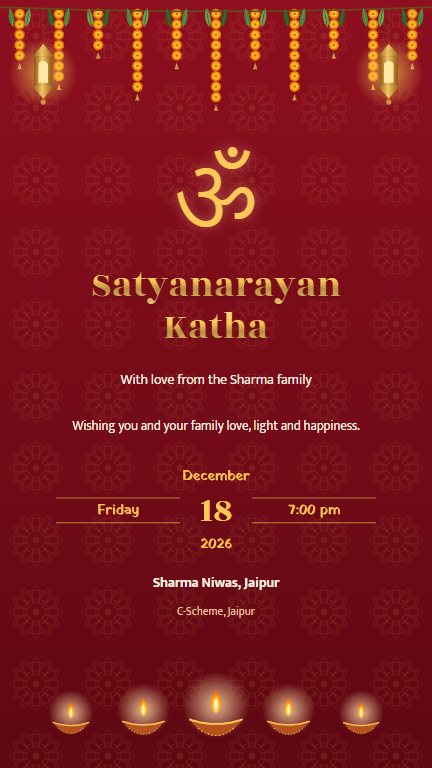 ॐ
Satyanarayan
Katha
With love from the Sharma family
Wishing you and your family love, light and happiness.
December
Friday 18 7:00 pm
2026
Sharma Niwas, Jaipur
C-Scheme, Jaipur